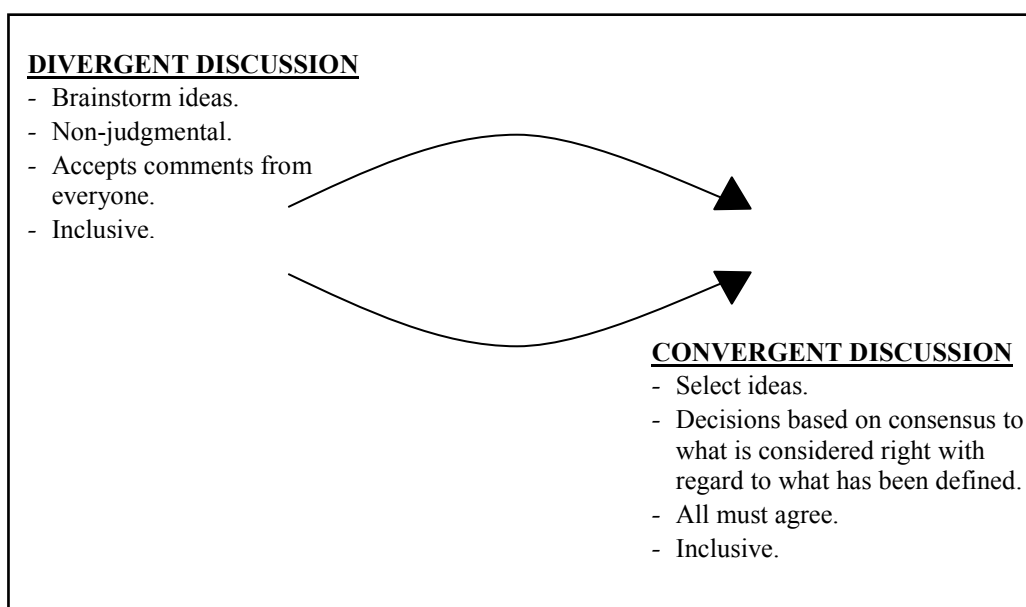 DIVERGENT DISCUSSION
- Brainstorm ideas.
- Non-judgmental.
- Accepts comments from
everyone.
- Inclusive.
CONVERGENT DISCUSSION
- Select ideas.
- Decisions based on consensus to
what is considered right with
regard to what has been defined.
- All must agree.
- Inclusive.